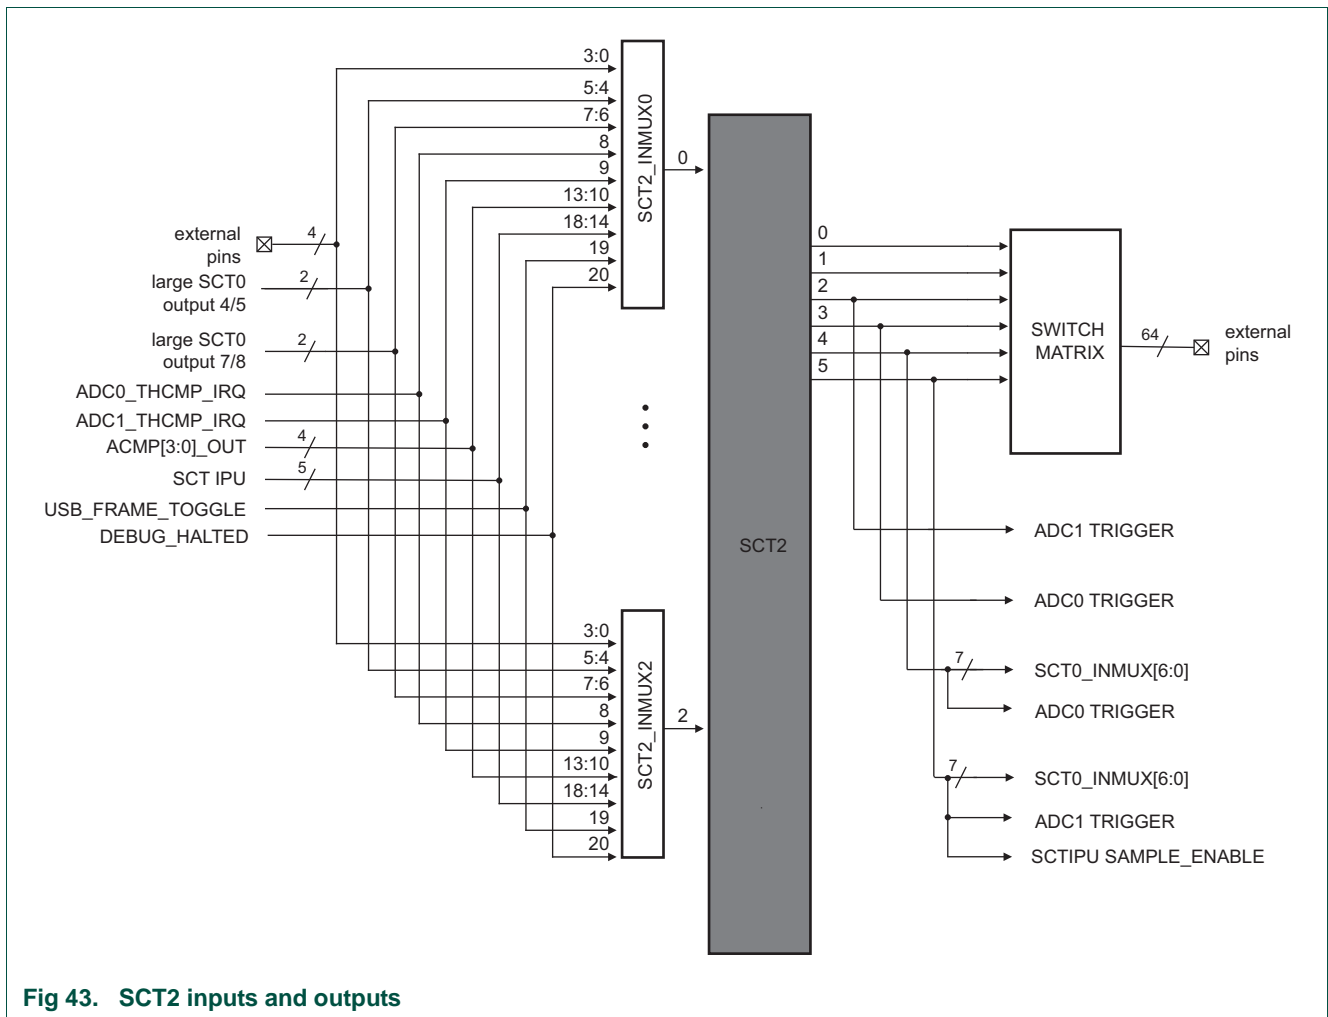 3:0
5:4
7:6
8
9
13:10
18:14
19
20
SCT2_INMUX0
0
external
pins
4
large SCT0
output 4/5
2
large SCT0
output 7/8
2
ADC0_THCMP_IRQ
ADC1_THCMP_IRQ
ACMP[3:0]_OUT
4
SCT IPU
5
USB_FRAME_TOGGLE
DEBUG_HALTED
3:0
5:4
7:6
8
9
13:10
18:14
19
20
SCT2_INMUX2
2
SCT2
0
1
2
3
4
5
SWITCH
MATRIX
64
external
pins
ADC1 TRIGGER
ADC0 TRIGGER
7
SCT0_INMUX[6:0]
ADC0 TRIGGER
7
SCT0_INMUX[6:0]
ADC1 TRIGGER
SCTIPU SAMPLE_ENABLE
Fig 43. SCT2 inputs and outputs